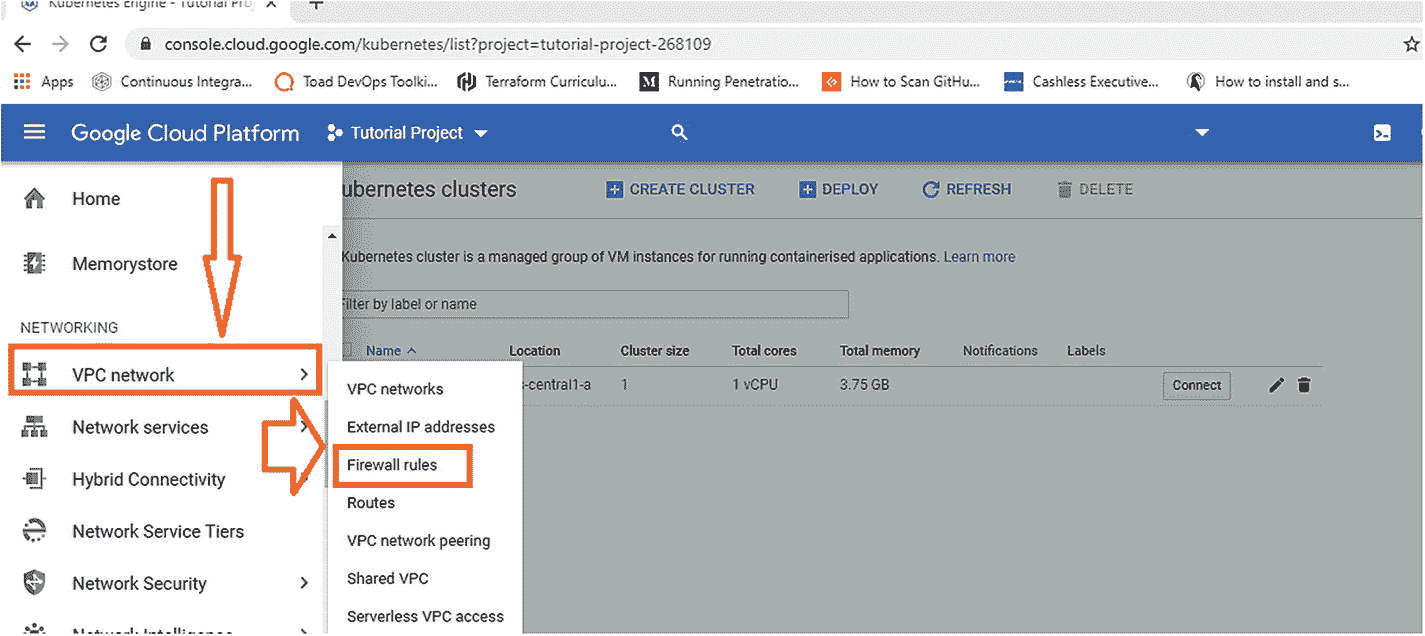 Kubernetes Engine - Tutorial Pro
console.cloud.google.com/kubernetes/list?project=tutorial-project-268109
Apps Continuous Integra... Toad DevOps Toolki... Terraform Curriculu... M Running Penetratio... How to Scan GitHu... Cashless Executive... How to install and s...
Google Cloud Platform Tutorial Project
Home
ubernetes clusters CREATE CLUSTER DEPLOY REFRESH DELETE
Memorystore
Kubernetes cluster is a managed group of VM instances for running containerised applications. Learn more
ilter by label or name
NETWORKING
Name Location Cluster size Total cores Total memory Notifications Labels
VPC network
s-central1-a 1 1 vCPU 3.75 GB Connect
VPC networks
Network services
External IP addresses
Firewall rules
Hybrid Connectivity
Routes
Network Service Tiers
VPC network peering
Network Security
Shared VPC
Serverless VPC access
Network Intelligence